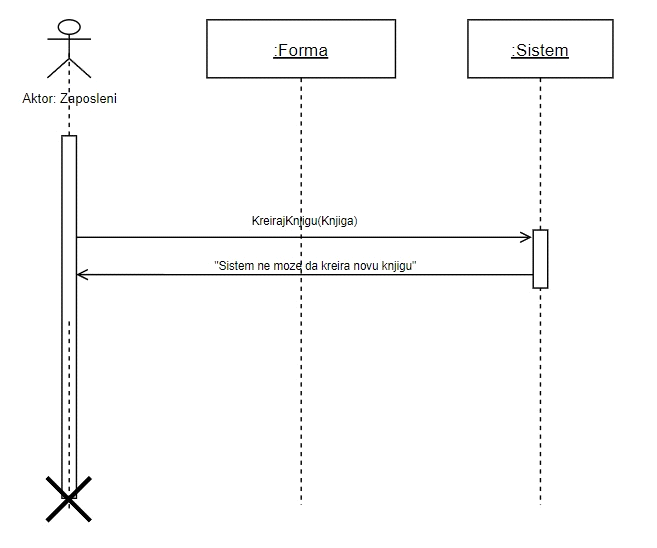 :Forma
:Sistem
Aktor: Zaposleni
KreirajKnjigu(Knjiga)
"Sistem ne moze da kreira novu knjigu"